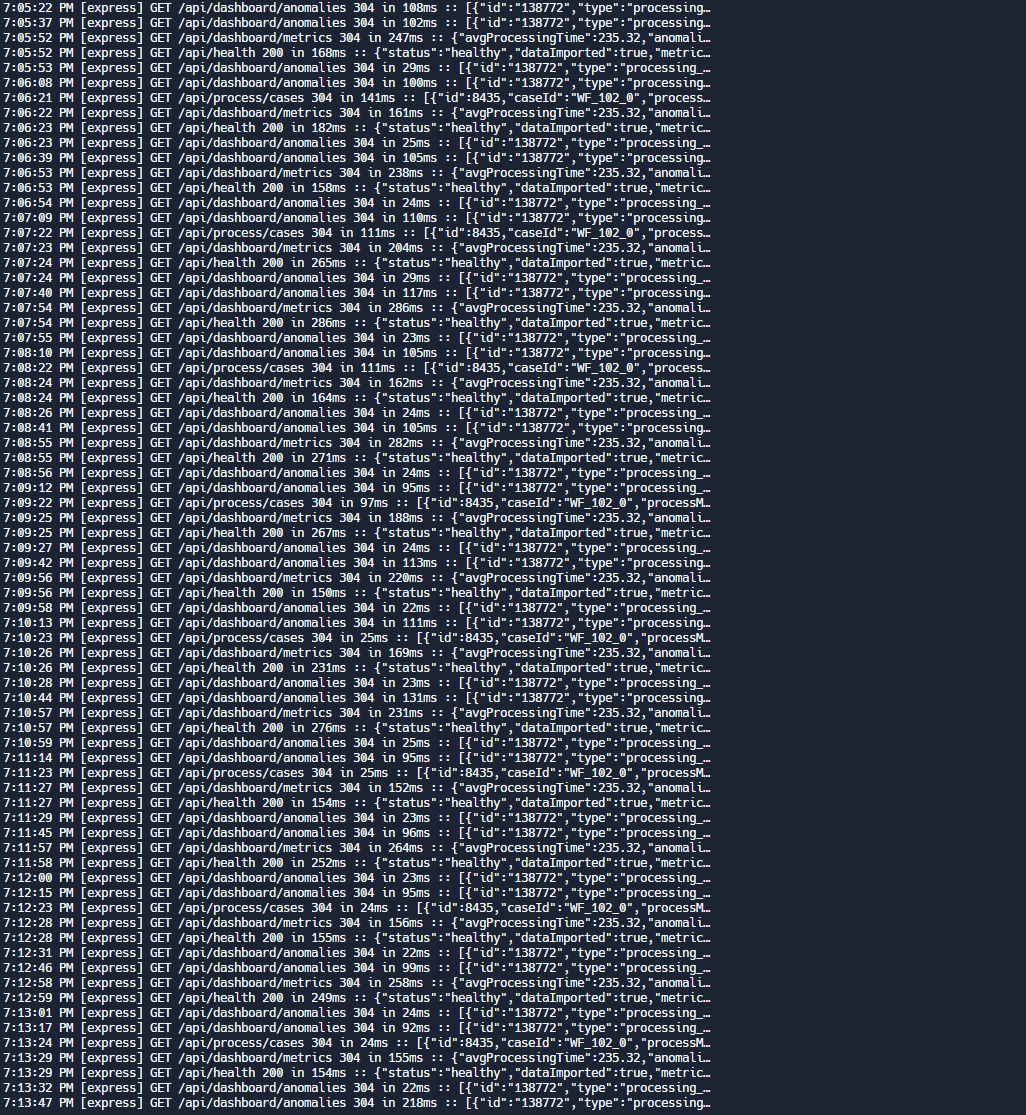 7:05:22 PM [express] GET /api/dashboard/anomalies 304 in 108ms :: [{"id":"138772","type":"processing…
7:05:37 PM [express] GET /api/dashboard/anomalies 304 in 102ms :: [{"id":"138772","type":"processing…
7:05:52 PM [express] GET /api/dashboard/metrics 304 in 247ms :: {"avgProcessingTime":235.32,"anomali…
7:05:52 PM [express] GET /api/health 200 in 168ms :: {"status":"healthy","dataImported":true,"metric…
7:05:53 PM [express] GET /api/dashboard/anomalies 304 in 29ms :: [{"id":"138772","type":"processing_…
7:06:08 PM [express] GET /api/dashboard/anomalies 304 in 100ms :: [{"id":"138772","type":"processing…
7:06:21 PM [express] GET /api/process/cases 304 in 141ms :: [{"id":8435,"caseId":"WF_102_0","process…
7:06:22 PM [express] GET /api/dashboard/metrics 304 in 161ms :: {"avgProcessingTime":235.32,"anomali…
7:06:23 PM [express] GET /api/health 200 in 182ms :: {"status":"healthy","dataImported":true,"metric…
7:06:23 PM [express] GET /api/dashboard/anomalies 304 in 25ms :: [{"id":"138772","type":"processing_…
7:06:39 PM [express] GET /api/dashboard/anomalies 304 in 105ms :: [{"id":"138772","type":"processing…
7:06:53 PM [express] GET /api/dashboard/metrics 304 in 238ms :: {"avgProcessingTime":235.32,"anomali…
7:06:53 PM [express] GET /api/health 200 in 158ms :: {"status":"healthy","dataImported":true,"metric…
7:06:54 PM [express] GET /api/dashboard/anomalies 304 in 24ms :: [{"id":"138772","type":"processing_…
7:07:09 PM [express] GET /api/dashboard/anomalies 304 in 110ms :: [{"id":"138772","type":"processing…
7:07:22 PM [express] GET /api/process/cases 304 in 111ms :: [{"id":8435,"caseId":"WF_102_0","process…
7:07:23 PM [express] GET /api/dashboard/metrics 304 in 204ms :: {"avgProcessingTime":235.32,"anomali…
7:07:24 PM [express] GET /api/health 200 in 265ms :: {"status":"healthy","dataImported":true,"metric…
7:07:24 PM [express] GET /api/dashboard/anomalies 304 in 29ms :: [{"id":"138772","type":"processing_…
7:07:40 PM [express] GET /api/dashboard/anomalies 304 in 117ms :: [{"id":"138772","type":"processing…
7:07:54 PM [express] GET /api/dashboard/metrics 304 in 286ms :: {"avgProcessingTime":235.32,"anomali…
7:07:54 PM [express] GET /api/health 200 in 286ms :: {"status":"healthy","dataImported":true,"metric…
7:07:55 PM [express] GET /api/dashboard/anomalies 304 in 23ms :: [{"id":"138772","type":"processing_…
7:08:10 PM [express] GET /api/dashboard/anomalies 304 in 105ms :: [{"id":"138772","type":"processing…
7:08:22 PM [express] GET /api/process/cases 304 in 111ms :: [{"id":8435,"caseId":"WF_102_0","process…
7:08:24 PM [express] GET /api/dashboard/metrics 304 in 162ms :: {"avgProcessingTime":235.32,"anomali…
7:08:24 PM [express] GET /api/health 200 in 164ms :: {"status":"healthy","dataImported":true,"metric…
7:08:26 PM [express] GET /api/dashboard/anomalies 304 in 24ms :: [{"id":"138772","type":"processing_…
7:08:41 PM [express] GET /api/dashboard/anomalies 304 in 105ms :: [{"id":"138772","type":"processing…
7:08:55 PM [express] GET /api/dashboard/metrics 304 in 282ms :: {"avgProcessingTime":235.32,"anomali…
7:08:55 PM [express] GET /api/health 200 in 271ms :: {"status":"healthy","dataImported":true,"metric…
7:08:56 PM [express] GET /api/dashboard/anomalies 304 in 24ms :: [{"id":"138772","type":"processing_…
7:09:12 PM [express] GET /api/dashboard/anomalies 304 in 95ms :: [{"id":"138772","type":"processing_…
7:09:22 PM [express] GET /api/process/cases 304 in 97ms :: [{"id":8435,"caseId":"WF_102_0","processM…
7:09:25 PM [express] GET /api/dashboard/metrics 304 in 188ms :: {"avgProcessingTime":235.32,"anomali…
7:09:25 PM [express] GET /api/health 200 in 267ms :: {"status":"healthy","dataImported":true,"metric…
7:09:27 PM [express] GET /api/dashboard/anomalies 304 in 24ms :: [{"id":"138772","type":"processing_…
7:09:42 PM [express] GET /api/dashboard/anomalies 304 in 113ms :: [{"id":"138772","type":"processing…
7:09:56 PM [express] GET /api/dashboard/metrics 304 in 220ms :: {"avgProcessingTime":235.32,"anomali…
7:09:56 PM [express] GET /api/health 200 in 150ms :: {"status":"healthy","dataImported":true,"metric…
7:09:58 PM [express] GET /api/dashboard/anomalies 304 in 22ms :: [{"id":"138772","type":"processing_…
7:10:13 PM [express] GET /api/dashboard/anomalies 304 in 111ms :: [{"id":"138772","type":"processing…
7:10:23 PM [express] GET /api/process/cases 304 in 25ms :: [{"id":8435,"caseId":"WF_102_0","processM…
7:10:26 PM [express] GET /api/dashboard/metrics 304 in 169ms :: {"avgProcessingTime":235.32,"anomali…
7:10:26 PM [express] GET /api/health 200 in 231ms :: {"status":"healthy","dataImported":true,"metric…
7:10:28 PM [express] GET /api/dashboard/anomalies 304 in 23ms :: [{"id":"138772","type":"processing_…
7:10:44 PM [express] GET /api/dashboard/anomalies 304 in 131ms :: [{"id":"138772","type":"processing…
7:10:57 PM [express] GET /api/dashboard/metrics 304 in 231ms :: {"avgProcessingTime":235.32,"anomali…
7:10:57 PM [express] GET /api/health 200 in 276ms :: {"status":"healthy","dataImported":true,"metric…
7:10:59 PM [express] GET /api/dashboard/anomalies 304 in 25ms :: [{"id":"138772","type":"processing_…
7:11:14 PM [express] GET /api/dashboard/anomalies 304 in 95ms :: [{"id":"138772","type":"processing_…
7:11:23 PM [express] GET /api/process/cases 304 in 25ms :: [{"id":8435,"caseId":"WF_102_0","processM…
7:11:27 PM [express] GET /api/dashboard/metrics 304 in 152ms :: {"avgProcessingTime":235.32,"anomali…
7:11:27 PM [express] GET /api/health 200 in 154ms :: {"status":"healthy","dataImported":true,"metric…
7:11:29 PM [express] GET /api/dashboard/anomalies 304 in 23ms :: [{"id":"138772","type":"processing_…
7:11:45 PM [express] GET /api/dashboard/anomalies 304 in 96ms :: [{"id":"138772","type":"processing_…
7:11:57 PM [express] GET /api/dashboard/metrics 304 in 264ms :: {"avgProcessingTime":235.32,"anomali…
7:11:58 PM [express] GET /api/health 200 in 252ms :: {"status":"healthy","dataImported":true,"metric…
7:12:00 PM [express] GET /api/dashboard/anomalies 304 in 23ms :: [{"id":"138772","type":"processing_…
7:12:15 PM [express] GET /api/dashboard/anomalies 304 in 95ms :: [{"id":"138772","type":"processing_…
7:12:23 PM [express] GET /api/process/cases 304 in 24ms :: [{"id":8435,"caseId":"WF_102_0","processM…
7:12:28 PM [express] GET /api/dashboard/metrics 304 in 156ms :: {"avgProcessingTime":235.32,"anomali…
7:12:28 PM [express] GET /api/health 200 in 155ms :: {"status":"healthy","dataImported":true,"metric…
7:12:31 PM [express] GET /api/dashboard/anomalies 304 in 22ms :: [{"id":"138772","type":"processing_…
7:12:46 PM [express] GET /api/dashboard/anomalies 304 in 99ms :: [{"id":"138772","type":"processing_…
7:12:58 PM [express] GET /api/dashboard/metrics 304 in 258ms :: {"avgProcessingTime":235.32,"anomali…
7:12:59 PM [express] GET /api/health 200 in 249ms :: {"status":"healthy","dataImported":true,"metric…
7:13:01 PM [express] GET /api/dashboard/anomalies 304 in 24ms :: [{"id":"138772","type":"processing_…
7:13:17 PM [express] GET /api/dashboard/anomalies 304 in 92ms :: [{"id":"138772","type":"processing_…
7:13:24 PM [express] GET /api/process/cases 304 in 24ms :: [{"id":8435,"caseId":"WF_102_0","processM…
7:13:29 PM [express] GET /api/dashboard/metrics 304 in 155ms :: {"avgProcessingTime":235.32,"anomali…
7:13:29 PM [express] GET /api/health 200 in 154ms :: {"status":"healthy","dataImported":true,"metric…
7:13:32 PM [express] GET /api/dashboard/anomalies 304 in 22ms :: [{"id":"138772","type":"processing_…
7:13:47 PM [express] GET /api/dashboard/anomalies 304 in 218ms :: [{"id":"138772","type":"processing…